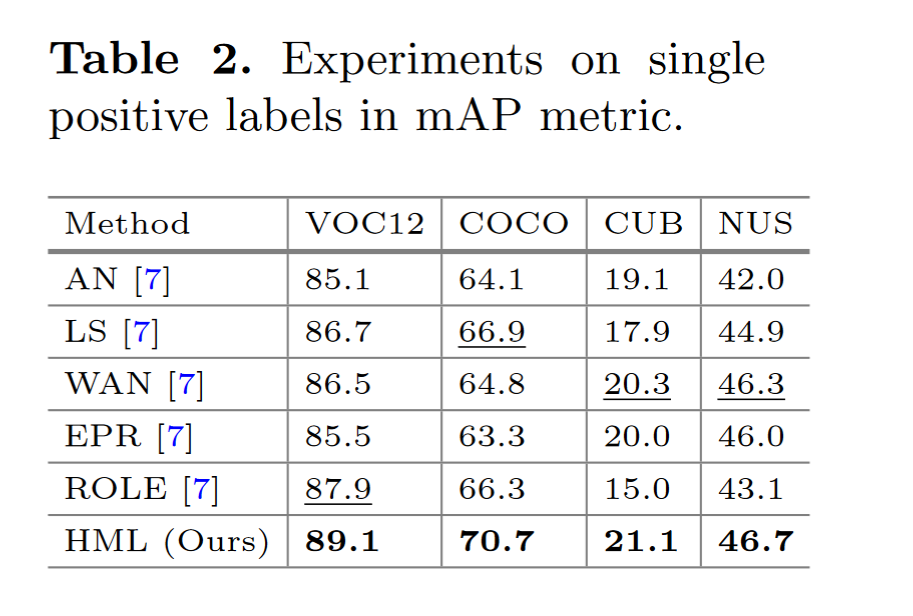 Table 2. Experiments on single
positive labels in mAP metric.
Method VOC12 COCO CUB NUS
AN [7] 85.1 64.1 19.1 42.0
LS [7] 86.7 66.9 17.9 44.9
WAN [7] 86.5 64.8 20.3 46.3
EPR [7] 85.5 63.3 20.0 46.0
ROLE [7] 87.9 66.3 15.0 43.1
HML (Ours) 89.1 70.7 21.1 46.7